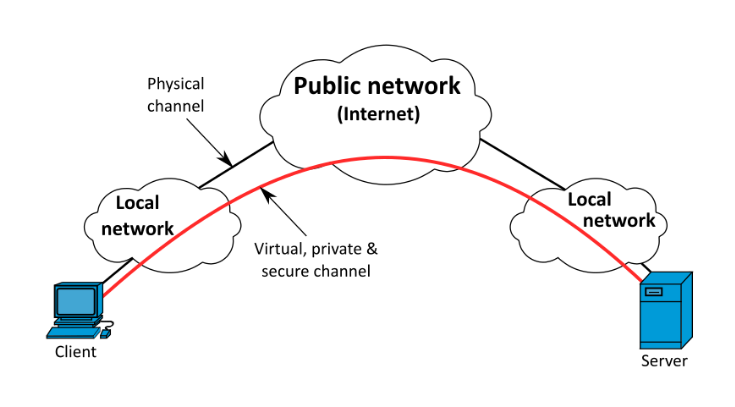 Public network
(Internet)
Physical
channel
Local
network
Local
network
Virtual, private &
secure channel
Client
Server